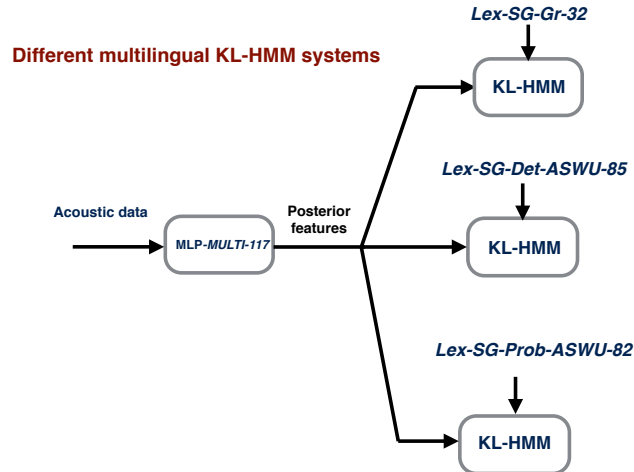 Lex-SG-Gr-32
Different multilingual KL-HMM systems
KL-HMM
Lex-SG-Det-ASWU-85
Acoustic data
Posterior
features
MLP-MULTI-117
KL-HMM
Lex-SG-Prob-ASWU-82
KL-HMM